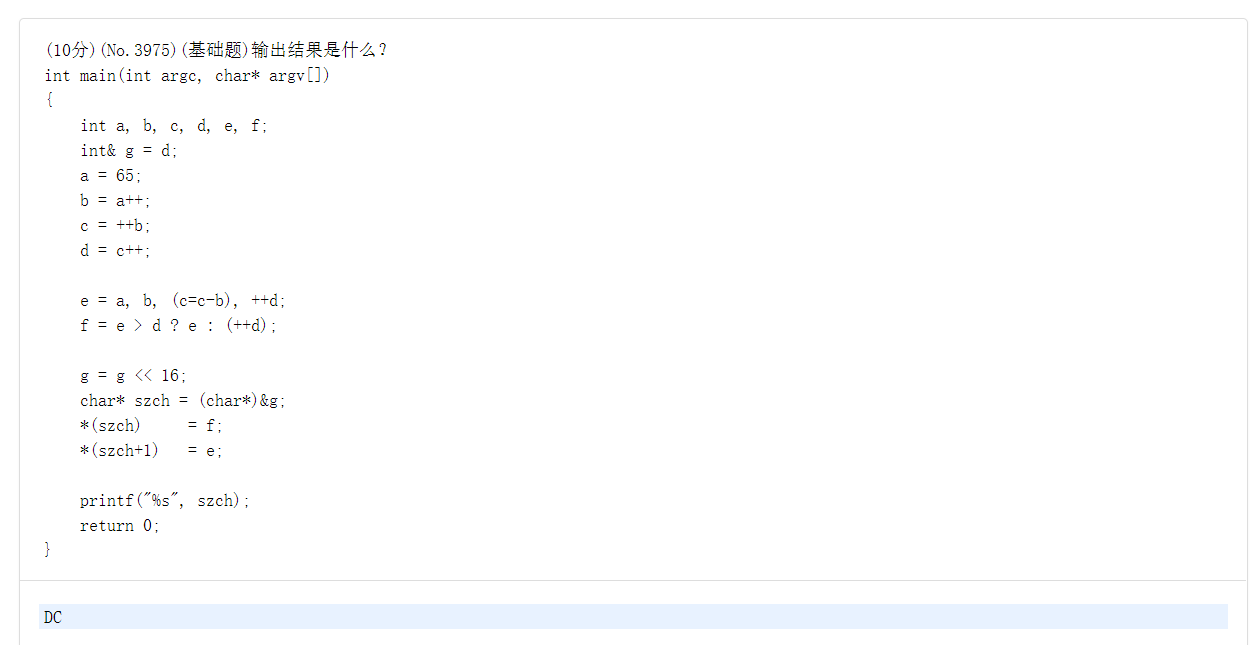 (10分)(No.3975)(基础题)输出结果是什么?
int main(int argc, char* argv[])
{
    int a, b, c, d, e, f;
    int& g = d;
    a = 65;
    b = a++;
    c = ++b;
    d = c++;
    e = a, b, (c=c-b), ++d;
    f = e > d ? e : (++d);
    g = g << 16;
    char* szch = (char*)&g;
    *(szch)     = f;
    *(szch+1)   = e;
    printf("%s", szch);
    return 0;
}
DC